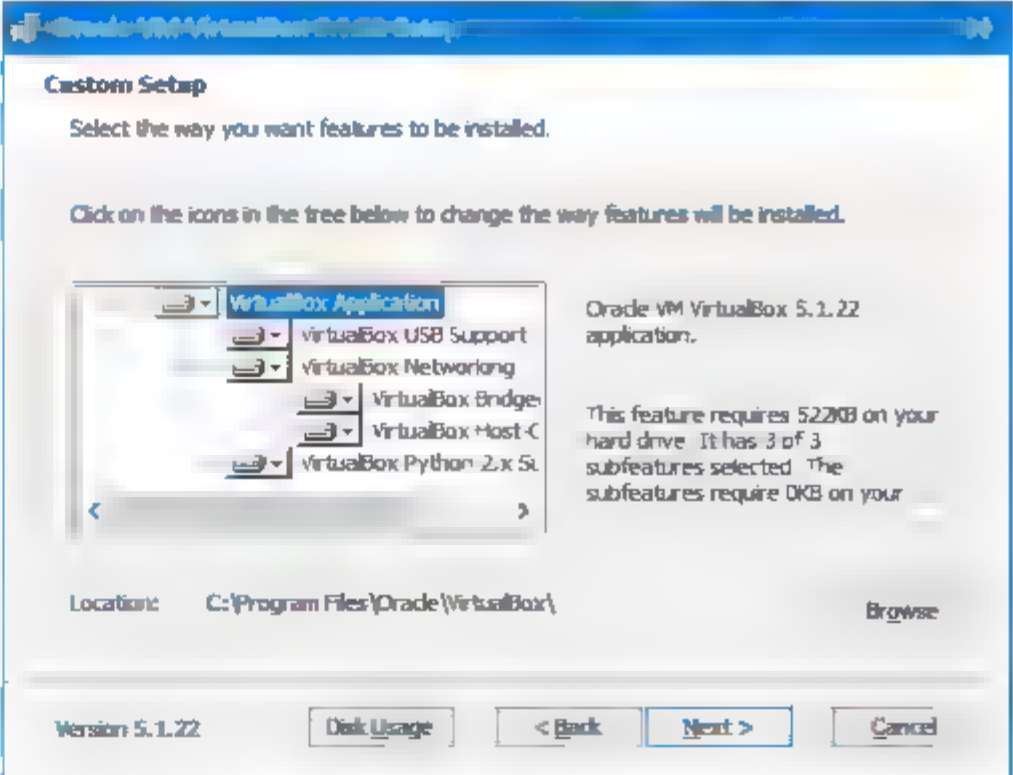 Custom Setup
Select the way you want features to be installed.
Click on the icons in the tree below to change the way features will be installed.
VirtualBox Application
VirtualBox USB Support
VirtualBox Networking
VirtualBox Bridge
VirtualBox Host-O
VirtualBox Python 2.x Su
Oracle VM VirtualBox 5.1.22
application.
This feature requires 522KB on your
hard drive. It has 3 of 3
subfeatures selected. The
subfeatures require 0KB on your
Location: C:\Program Files\Oracle\VirtualBox\
Browse
Version 5.1.22
Disk Usage
< Back
Next >
Cancel